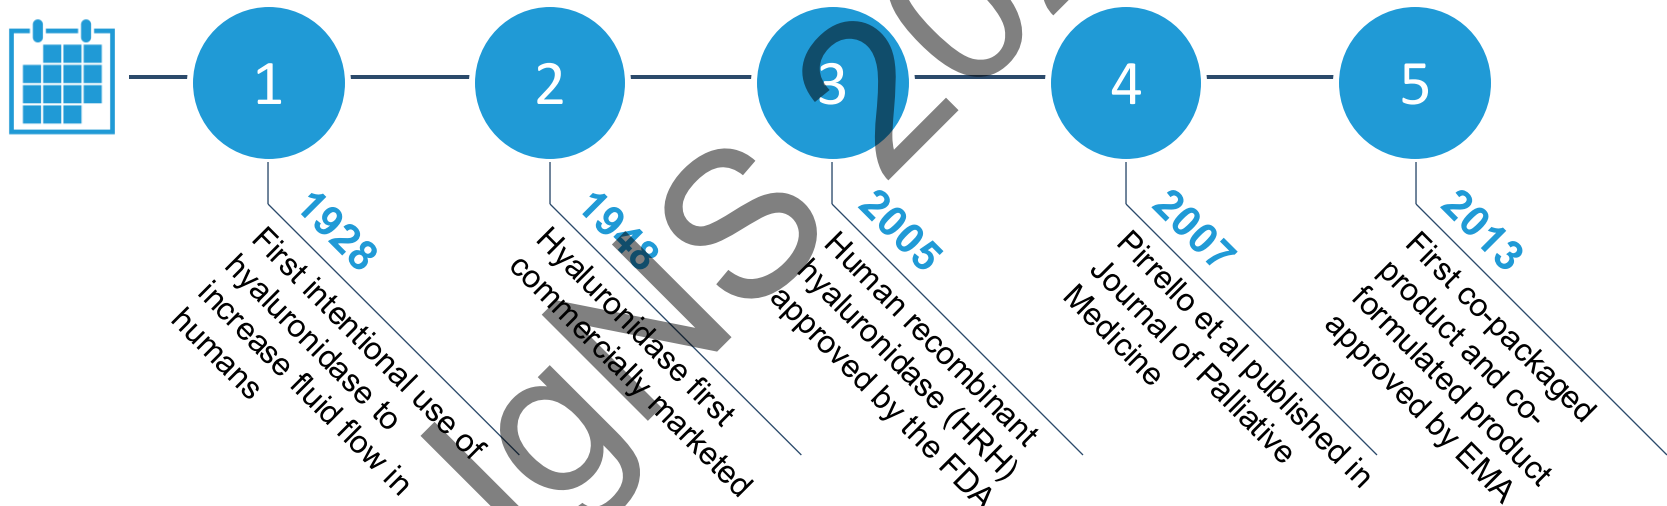 1
2
3
4
5
1928
First intentional use of
hyaluronidase to
increase fluid flow in
humans
1948
Hyaluronidase first
commercially marketed
2005
Human recombinant
hyaluronidase (HRH)
approved by the FDA
2007
Pirrello et al published in
Journal of Palliative
Medicine
2013
First co-packaged
product and co-
formulated product
approved by EMA
IgNS